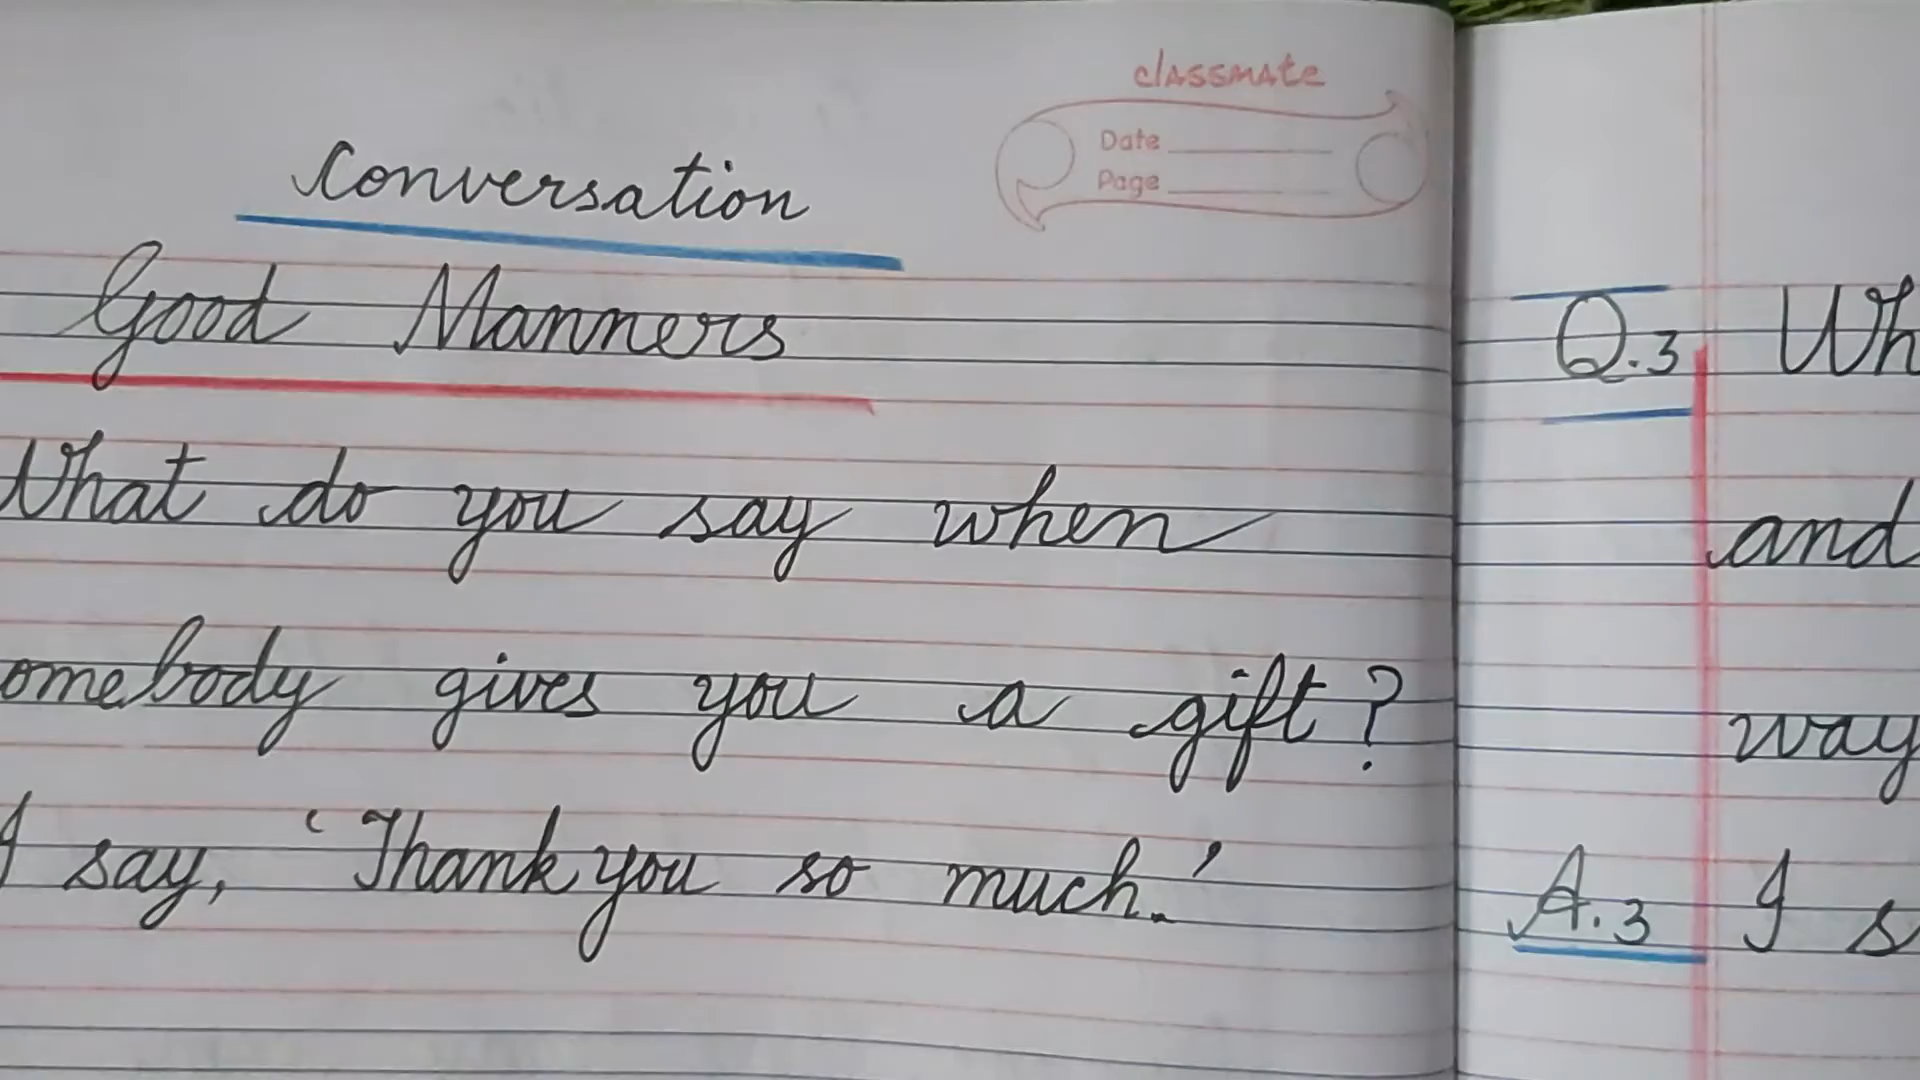 classmate
Date
Page
Conversation
Good Manners
What do you say when
omebody gives you a gift?
I say, 'Thank you so much.'
Q.3 Wh
and
way
A.3 I s